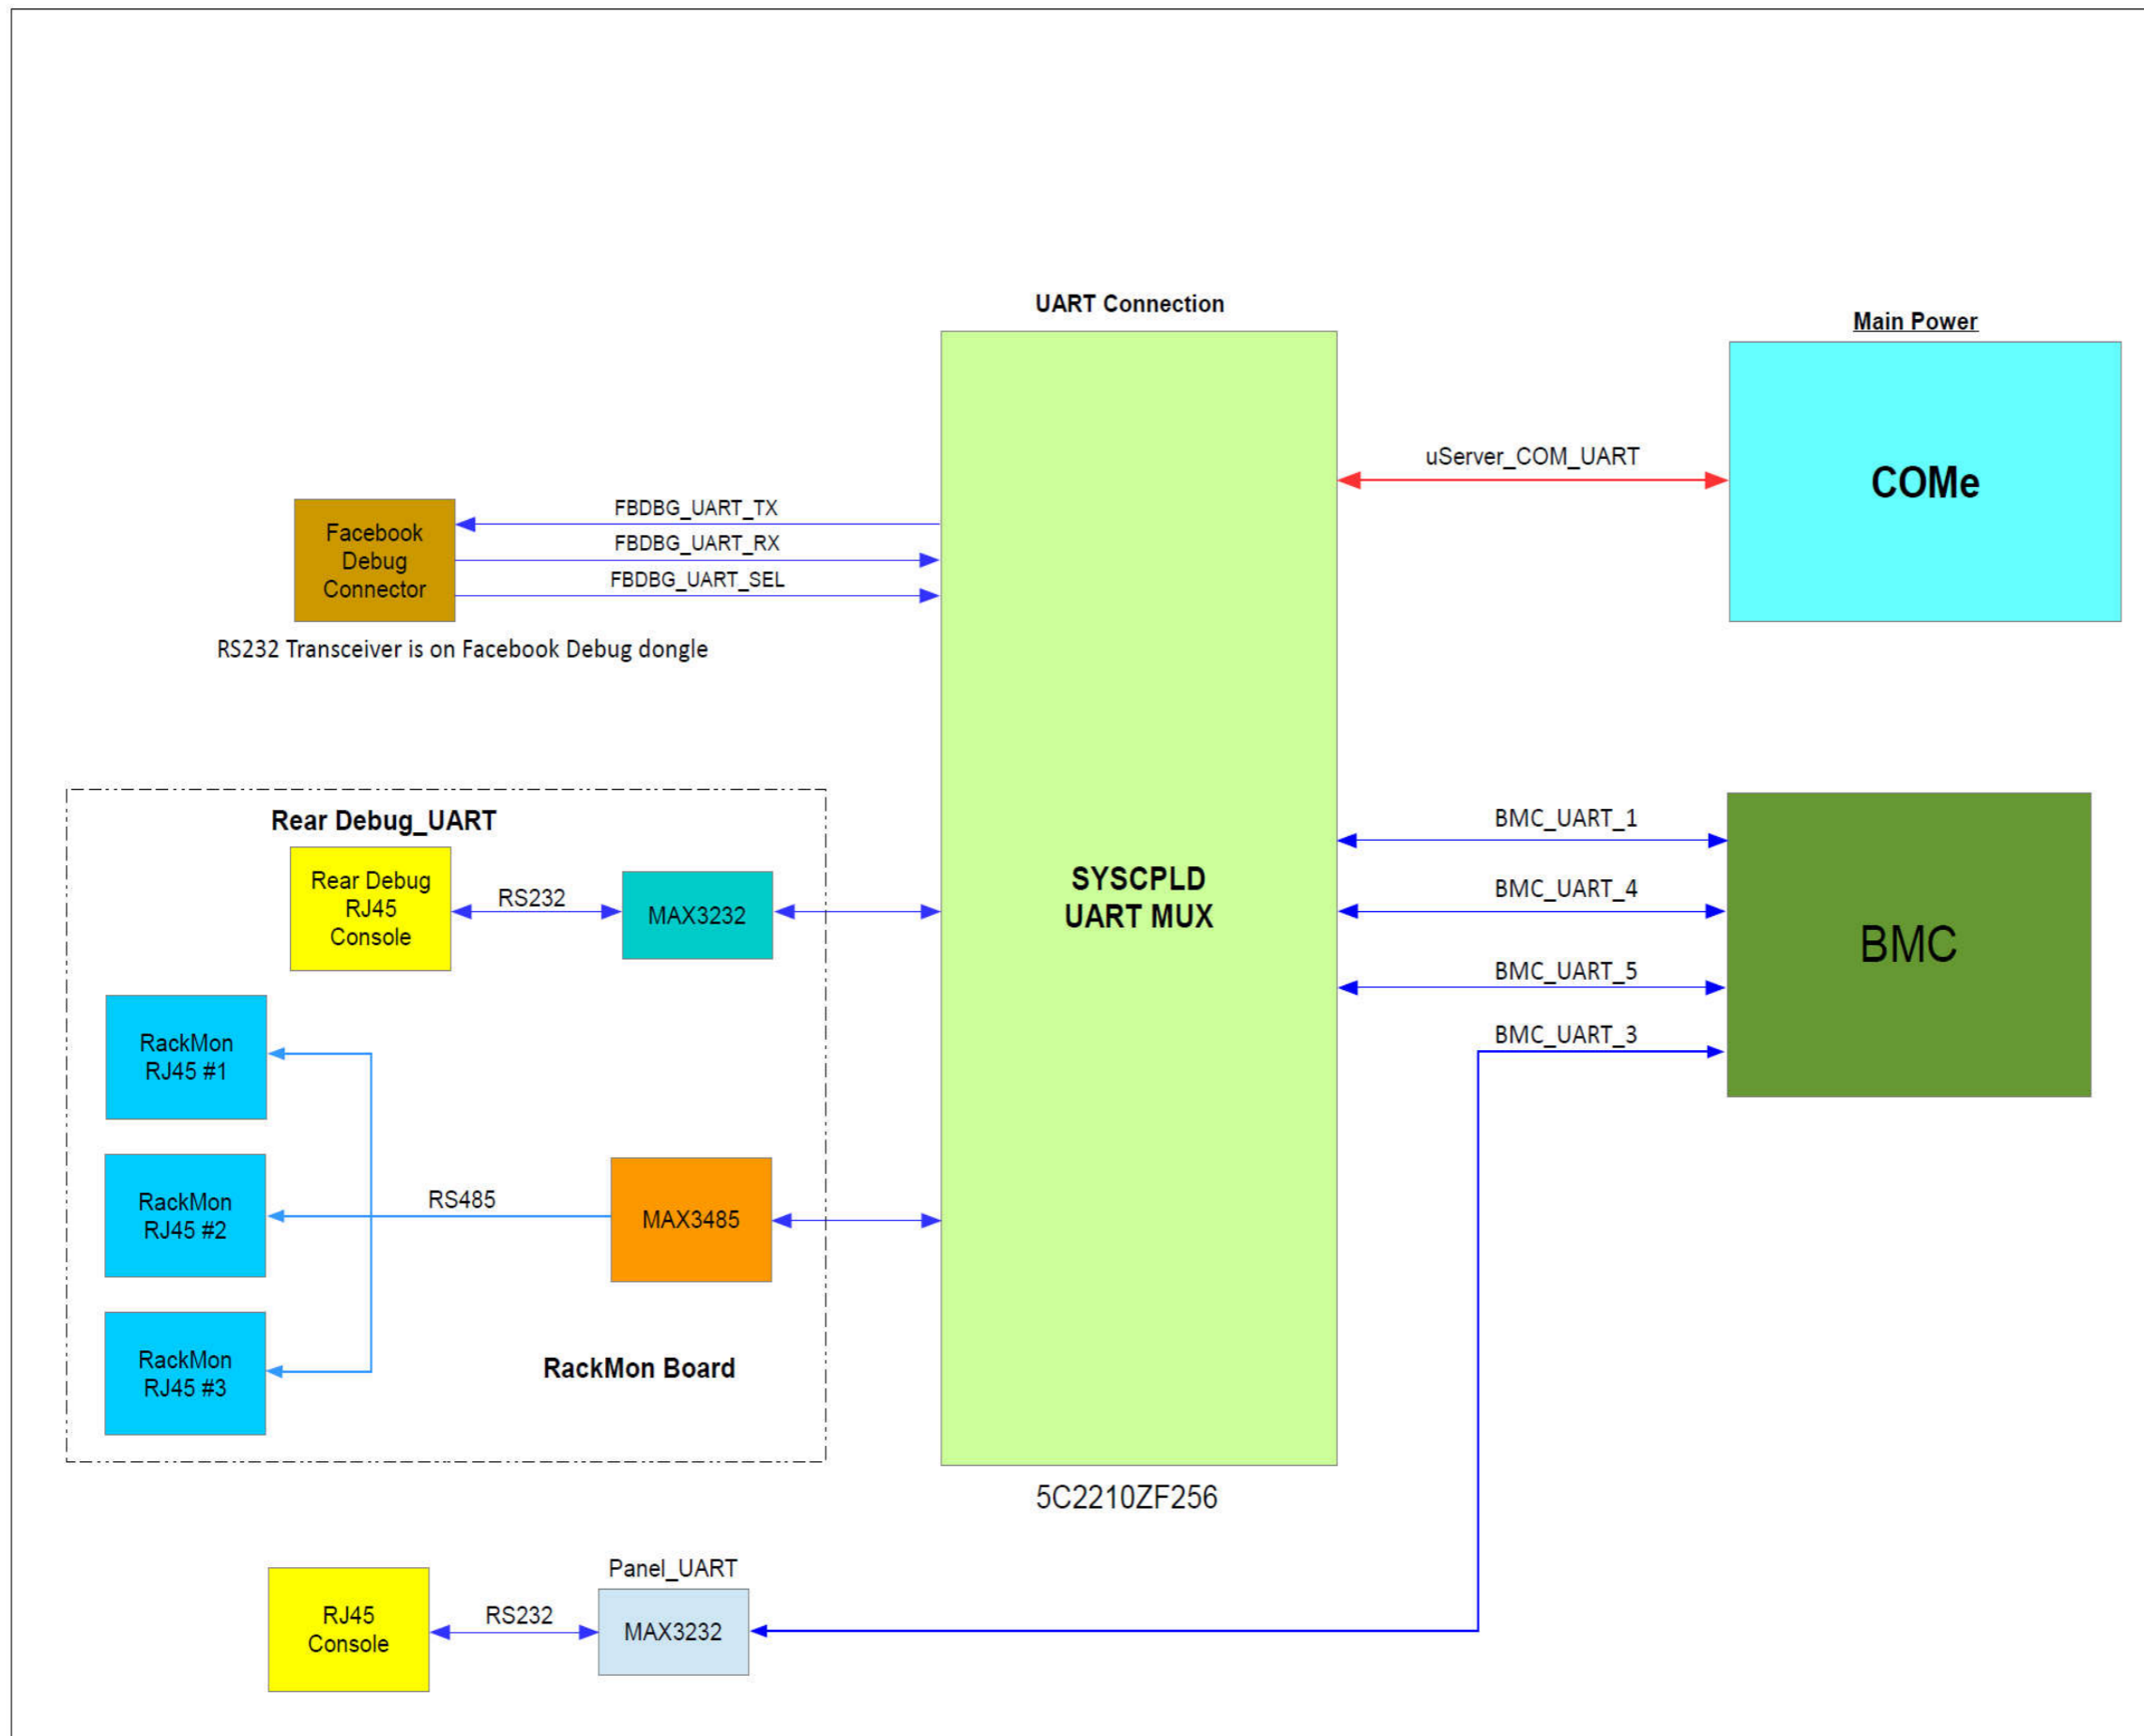 UART Connection
Main Power
COMe
uServer_COM_UART
FBDBG_UART_TX
FBDBG_UART_RX
FBDBG_UART_SEL
Facebook
Debug
Connector
RS232 Transceiver is on Facebook Debug dongle
Rear Debug_UART
Rear Debug
RJ45
Console
RS232
MAX3232
SYSCPLD
UART MUX
BMC_UART_1
BMC_UART_4
BMC_UART_5
BMC_UART_3
BMC
RackMon
RJ45 #1
RackMon
RJ45 #2
RS485
MAX3485
RackMon
RJ45 #3
RackMon Board
5C2210ZF256
Panel_UART
RJ45
Console
RS232
MAX3232